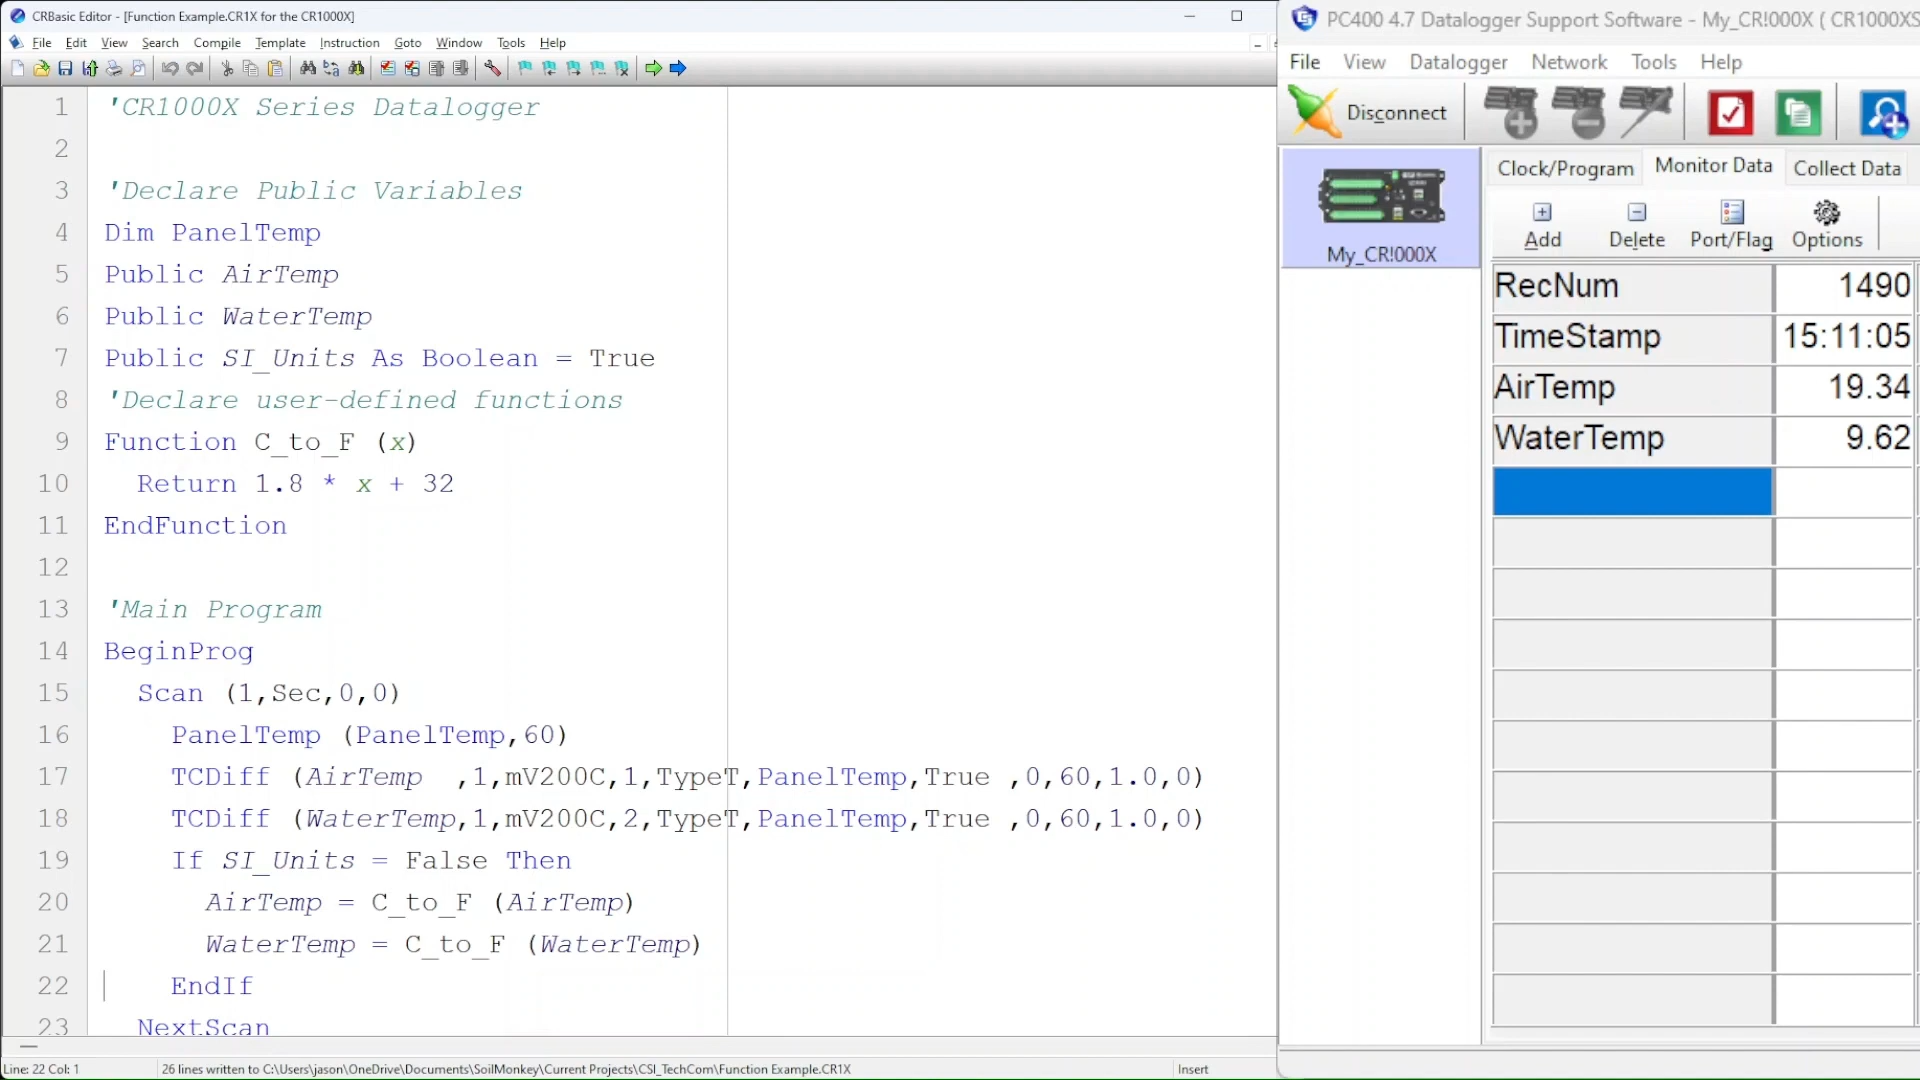 CRBasic Editor - [Function Example.CR1X for the CR1000X]
File Edit View Search Compile Template Instruction Goto Window Tools Help
1 'CR1000X Series Datalogger
2
3 'Declare Public Variables
4 Dim PanelTemp
5 Public AirTemp
6 Public WaterTemp
7 Public SI_Units As Boolean = True
8 'Declare user-defined functions
9 Function C_to_F (x)
10 Return 1.8 * x + 32
11 EndFunction
12
13 'Main Program
14 BeginProg
15 Scan (1,Sec,0,0)
16 PanelTemp (PanelTemp,60)
17 TCDiff (AirTemp ,1,mV200C,1,TypeT,PanelTemp,True ,0,60,1.0,0)
18 TCDiff (WaterTemp,1,mV200C,2,TypeT,PanelTemp,True ,0,60,1.0,0)
19 If SI_Units = False Then
20 AirTemp = C_to_F (AirTemp)
21 WaterTemp = C_to_F (WaterTemp)
22 EndIf
23 NextScan
Line: 22 Col: 1 26 lines written to C:\Users\jason\OneDrive\Documents\SoilMonkey\Current Projects\CSI_TechCom\Function Example.CR1X Insert
PC400 4.7 Datalogger Support Software - My_CR!000X ( CR1000XS
File View Datalogger Network Tools Help
Disconnect
My_CR!000X
Clock/Program Monitor Data Collect Data
Add Delete Port/Flag Options
RecNum 1490
TimeStamp 15:11:05
AirTemp 19.34
WaterTemp 9.62